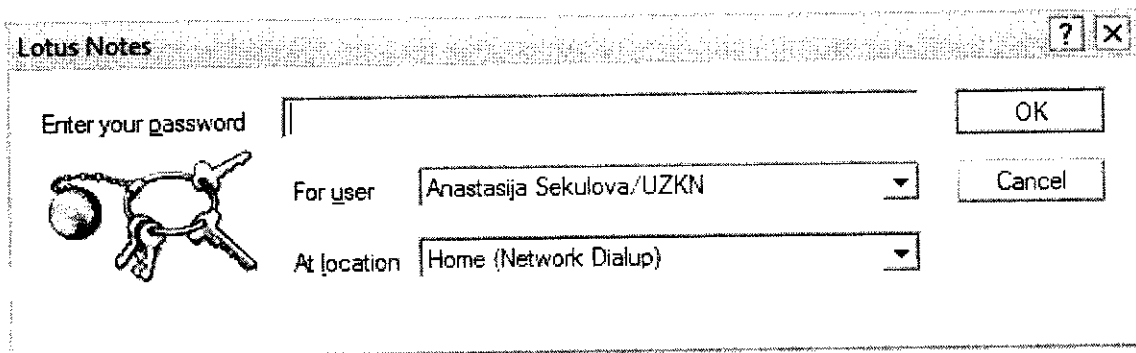 Lotus Notes
? X
Enter your password
OK
For user Anastasija Sekulova/UZKN
Cancel
At location Home (Network Dialup)